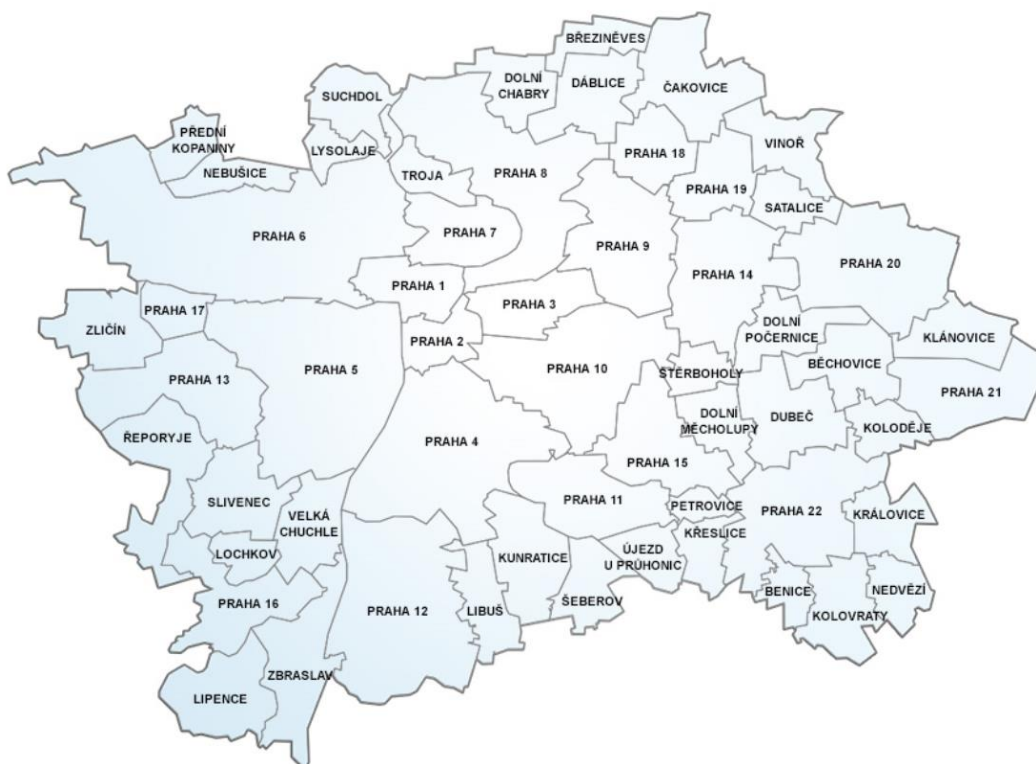 BŘEZINĚVES
DOLNÍ
CHABRY
ĎÁBLICE
ČAKOVICE
SUCHDOL
PŘEDNÍ
KOPANINY
LYSOLAJE
NEBUŠICE
TROJA
PRAHA 8
PRAHA 18
VINOŘ
PRAHA 19
SATALICE
PRAHA 6
PRAHA 7
PRAHA 9
PRAHA 14
PRAHA 20
PRAHA 1
PRAHA 3
PRAHA 17
ZLIČÍN
PRAHA 2
DOLNÍ
POČERNICE
KLÁNOVICE
BĚCHOVICE
PRAHA 13
PRAHA 5
PRAHA 10
ŠTĚRBOHOLY
PRAHA 21
ŘEPORYJE
PRAHA 4
DOLNÍ
MĚCHOLUPY
DUBEČ
KOLODĚJE
PRAHA 15
SLIVENEC
PRAHA 11
PETROVICE
PRAHA 22
KRÁLOVICE
VELKÁ
CHUCHLE
KŘESLICE
LOCHKOV
KUNRATICE
ÚJEZD
U PRŮHONIC
PRAHA 16
PRAHA 12
LIBUŠ
ŠEBEROV
BENICE
KOLOVRATY
NEDVĚZÍ
ZBRASLAV
LIPENCE